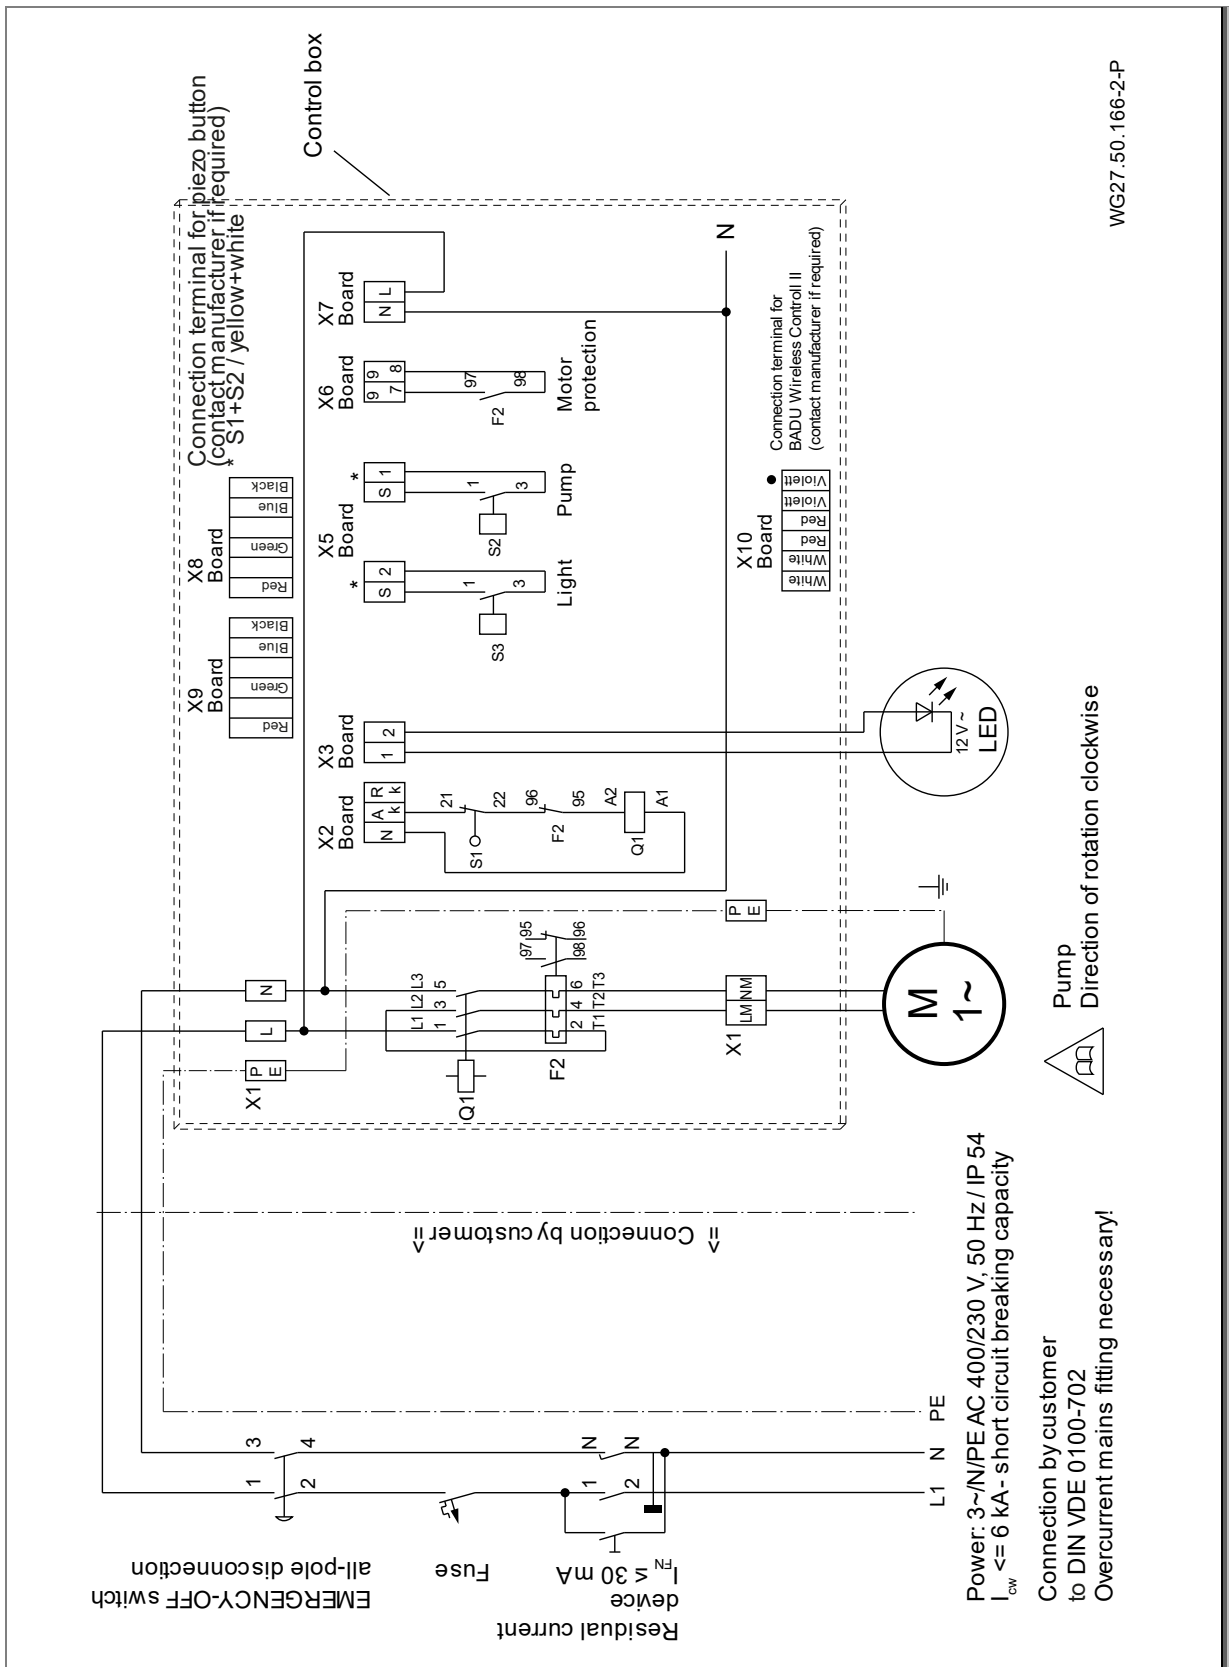 Control box
Connection terminal for piezo button
(contact manufacturer if required)
* S1+S2 / yellow+white
WG27.50.166-2-P
X8
Board
Black
Blue
Green
Red
X9
Board
Black
Blue
Green
Red
X7
Board
N L
X6
Board
9 9
7 8
97
98
F2
Motor
protection
X5
Board
*
S 1
1
3
S2
Pump
*
S 2
1
3
S3
Light
X3
Board
1 2
X2
Board
N A R
k k
21
22
S1
96
95
F2
A2
A1
Q1
N
X10
Board
Violett
Violett
Red
Red
White
White
Connection terminal for
BADU Wireless Controll II
(contact manufacturer if required)
12 V ~
LED
X1
P E
L
N
L1 L2 L3
1 3 5
Q1
F2
97 95
98 96
2 4 6
T1 T2 T3
X1
LM NM
P E
M
1~
Pump
Direction of rotation clockwise
=> Connection by customer =>
EMERGENCY-OFF switch
all-pole disconnection
1 3
2 4
Fuse
Residual current
device
IFN ≤ 30 mA
1 N
2 N
L1 N PE
Power: 3~/N/PE AC 400/230 V, 50 Hz / IP 54
Icw <= 6 kA - short circuit breaking capacity
Connection by customer
to DIN VDE 0100-702
Overcurrent mains fitting necessary!